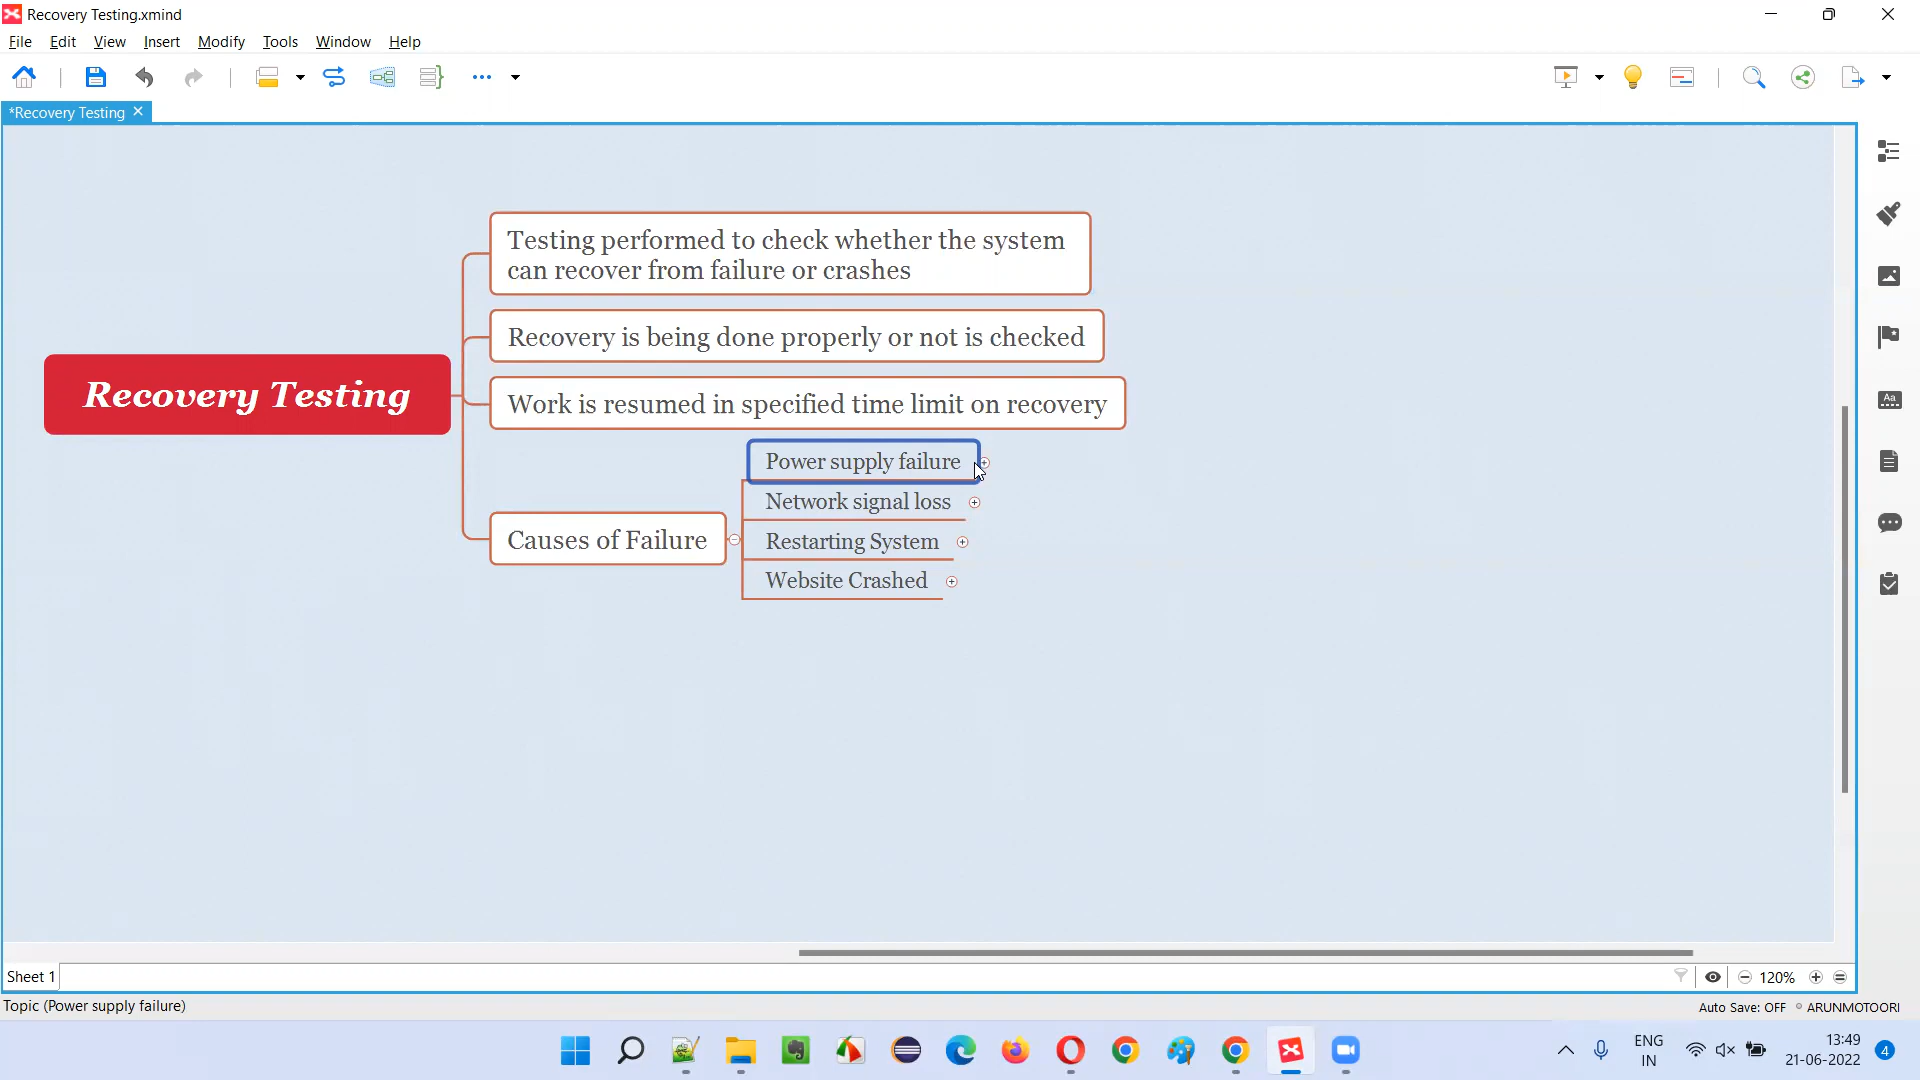 Recovery Testing.xmind
File Edit View Insert Modify Tools Window Help
*Recovery Testing
Testing performed to check whether the system
can recover from failure or crashes
Recovery is being done properly or not is checked
Recovery Testing
Work is resumed in specified time limit on recovery
Power supply failure
Network signal loss
Causes of Failure
Restarting System
Website Crashed
Aa
Sheet 1
120%
Topic (Power supply failure)
Auto Save: OFF
ARUNMOTOORI
ENG
IN
13:49
21-06-2022
4